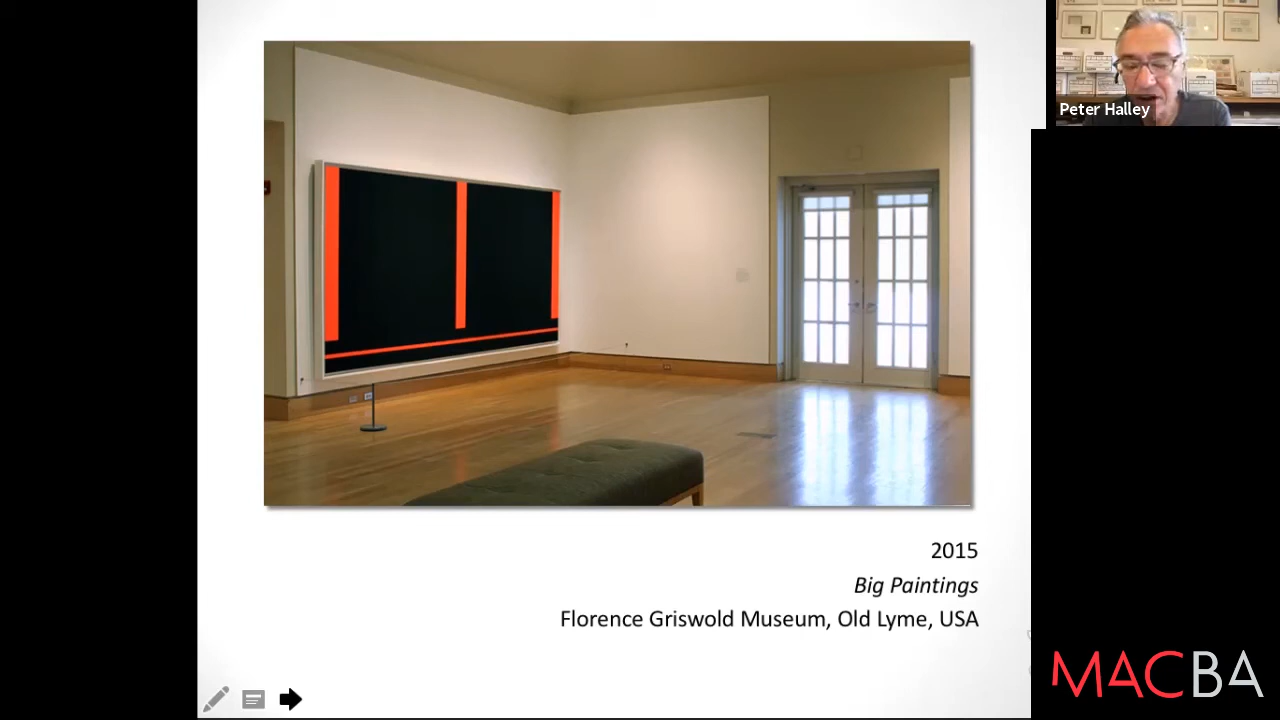 Peter Halley
2015
Big Paintings
Florence Griswold Museum, Old Lyme, USA
MACBA